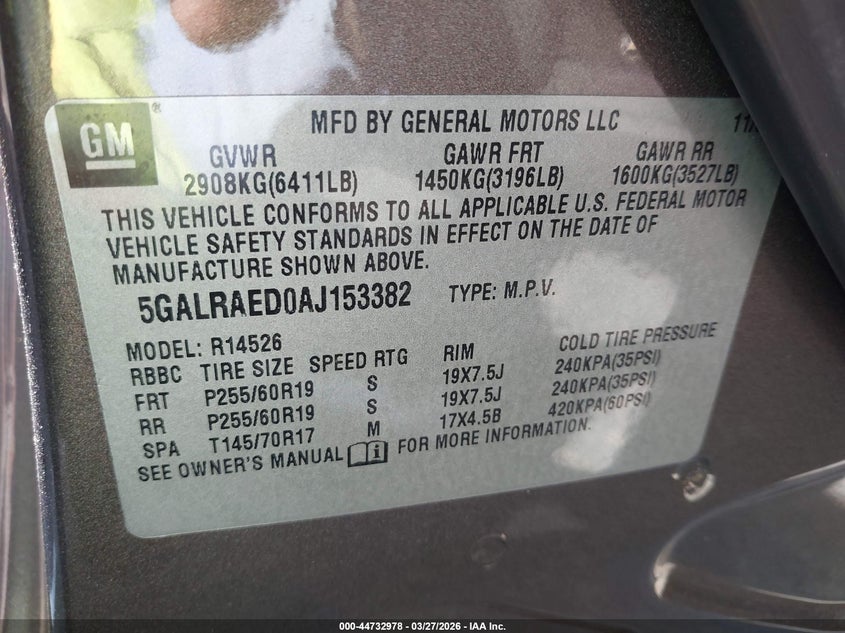 GM ®
MFD BY GENERAL MOTORS LLC 11/
GVWR GAWR FRT GAWR RR
2908KG(6411LB) 1450KG(3196LB) 1600KG(3527LB)
THIS VEHICLE CONFORMS TO ALL APPLICABLE U.S. FEDERAL MOTOR
VEHICLE SAFETY STANDARDS IN EFFECT ON THE DATE OF
MANUFACTURE SHOWN ABOVE.
5GALRAED0AJ153382 TYPE: M.P.V.
MODEL: R14526
RBBC TIRE SIZE SPEED RTG RIM COLD TIRE PRESSURE
FRT P255/60R19 S 19X7.5J 240KPA(35PSI)
RR P255/60R19 S 19X7.5J 240KPA(35PSI)
SPA T145/70R17 M 17X4.5B 420KPA(60PSI)
SEE OWNER'S MANUAL i FOR MORE INFORMATION.
000-44732978 - 03/27/2026 - IAA Inc.